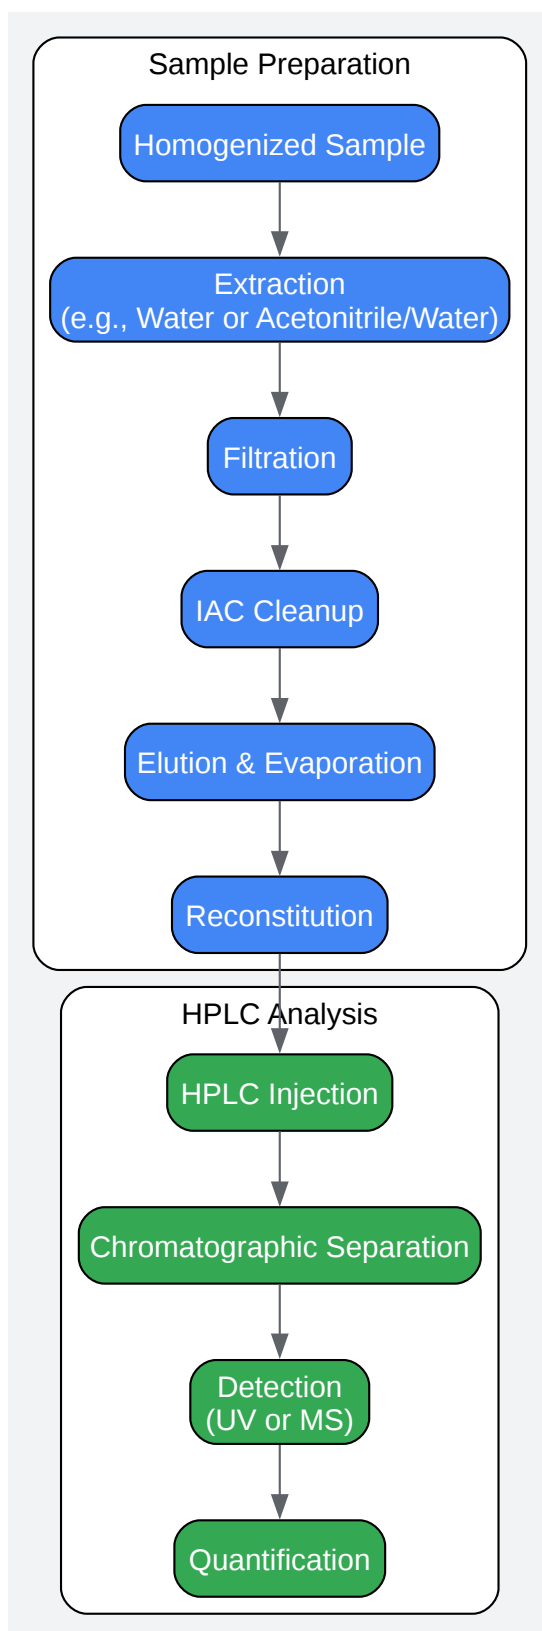 Sample Preparation
Homogenized Sample
Extraction
(e.g., Water or Acetonitrile/Water)
Filtration
IAC Cleanup
Elution & Evaporation
Reconstitution
HPLC Analysis
HPLC Injection
Chromatographic Separation
Detection
(UV or MS)
Quantification